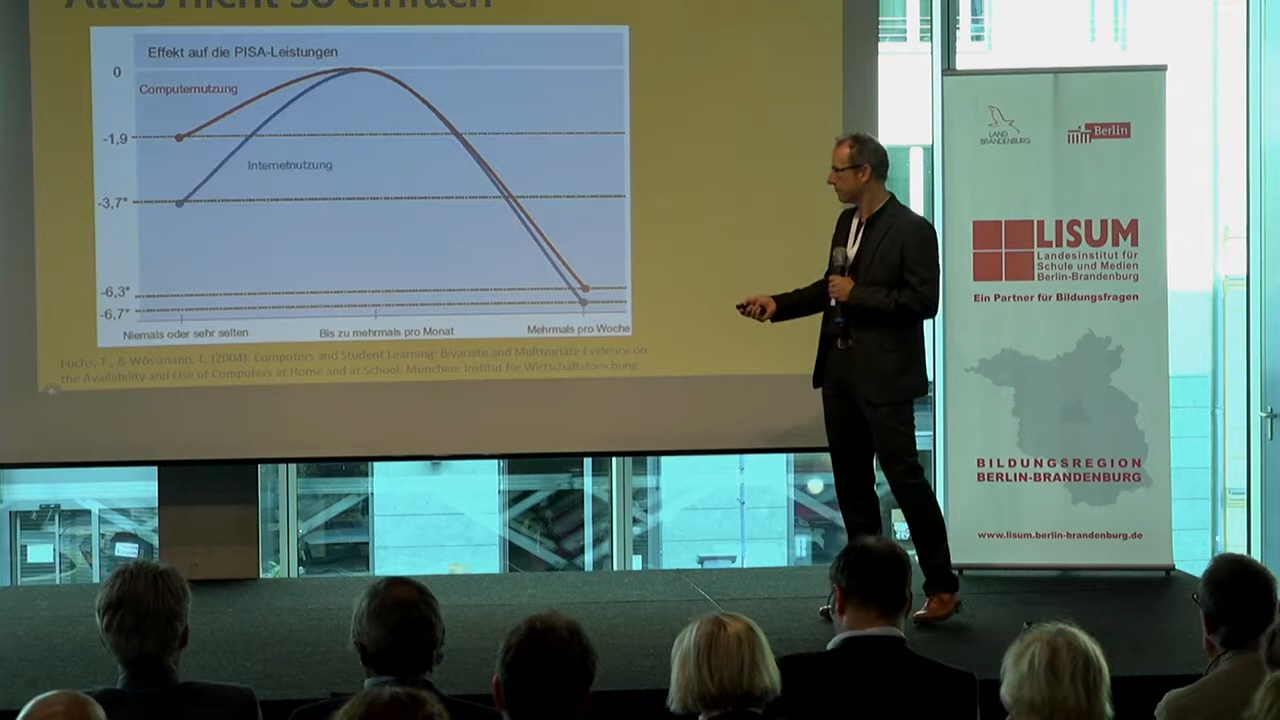 Alles nicht so einfach
Effekt auf die PISA-Leistungen
0
Computernutzung
-1,9
Internetnutzung
-3,7*
-6,3*
-6,7*
Niemals oder sehr selten
Bis zu mehrmals pro Monat
Mehrmals pro Woche
Fuchs, T., & Wössmann, L. (2004). Computers and Student Learning: Bivariate and Multivariate Evidence on
the Availability and Use of Computers at Home and at School. München: Institut für Wirtschaftsforschung
LAND
BRANDENBURG
Berlin
LISUM
Landesinstitut für
Schule und Medien
Berlin-Brandenburg
Ein Partner für Bildungsfragen
BILDUNGSREGION
BERLIN-BRANDENBURG
www.lisum.berlin-brandenburg.de